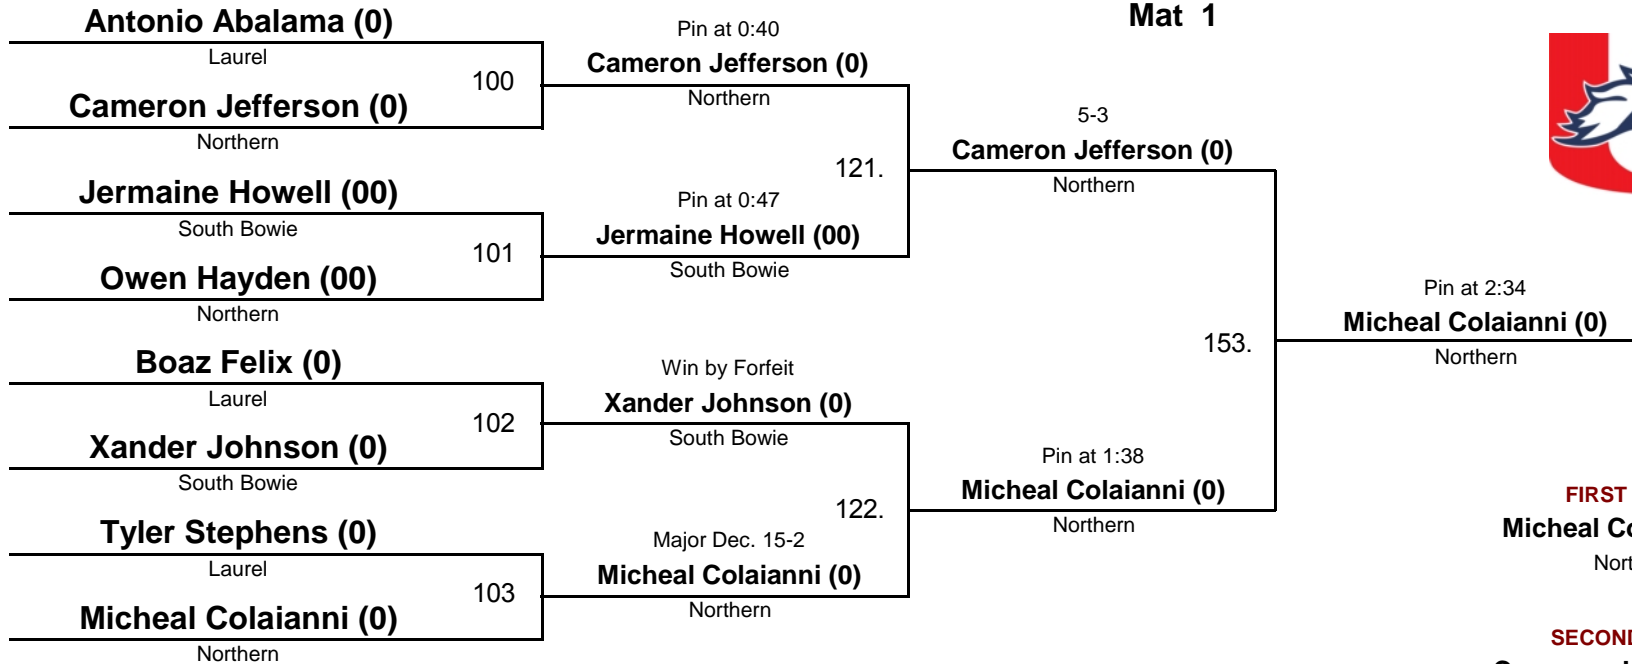 Mat 1
Antonio Abalama (0)
Laurel
100
Cameron Jefferson (0)
Northern
Jermaine Howell (00)
South Bowie
101
Owen Hayden (00)
Northern
Boaz Felix (0)
Laurel
102
Xander Johnson (0)
South Bowie
Tyler Stephens (0)
Laurel
103
Micheal Colaianni (0)
Northern
Pin at 0:40
Cameron Jefferson (0)
Northern
121.
Pin at 0:47
Jermaine Howell (00)
South Bowie
Win by Forfeit
Xander Johnson (0)
South Bowie
122.
Major Dec. 15-2
Micheal Colaianni (0)
Northern
5-3
Cameron Jefferson (0)
Northern
153.
Pin at 1:38
Micheal Colaianni (0)
Northern
Pin at 2:34
Micheal Colaianni (0)
Northern
FIRST
Micheal Co
Nort
SECOND